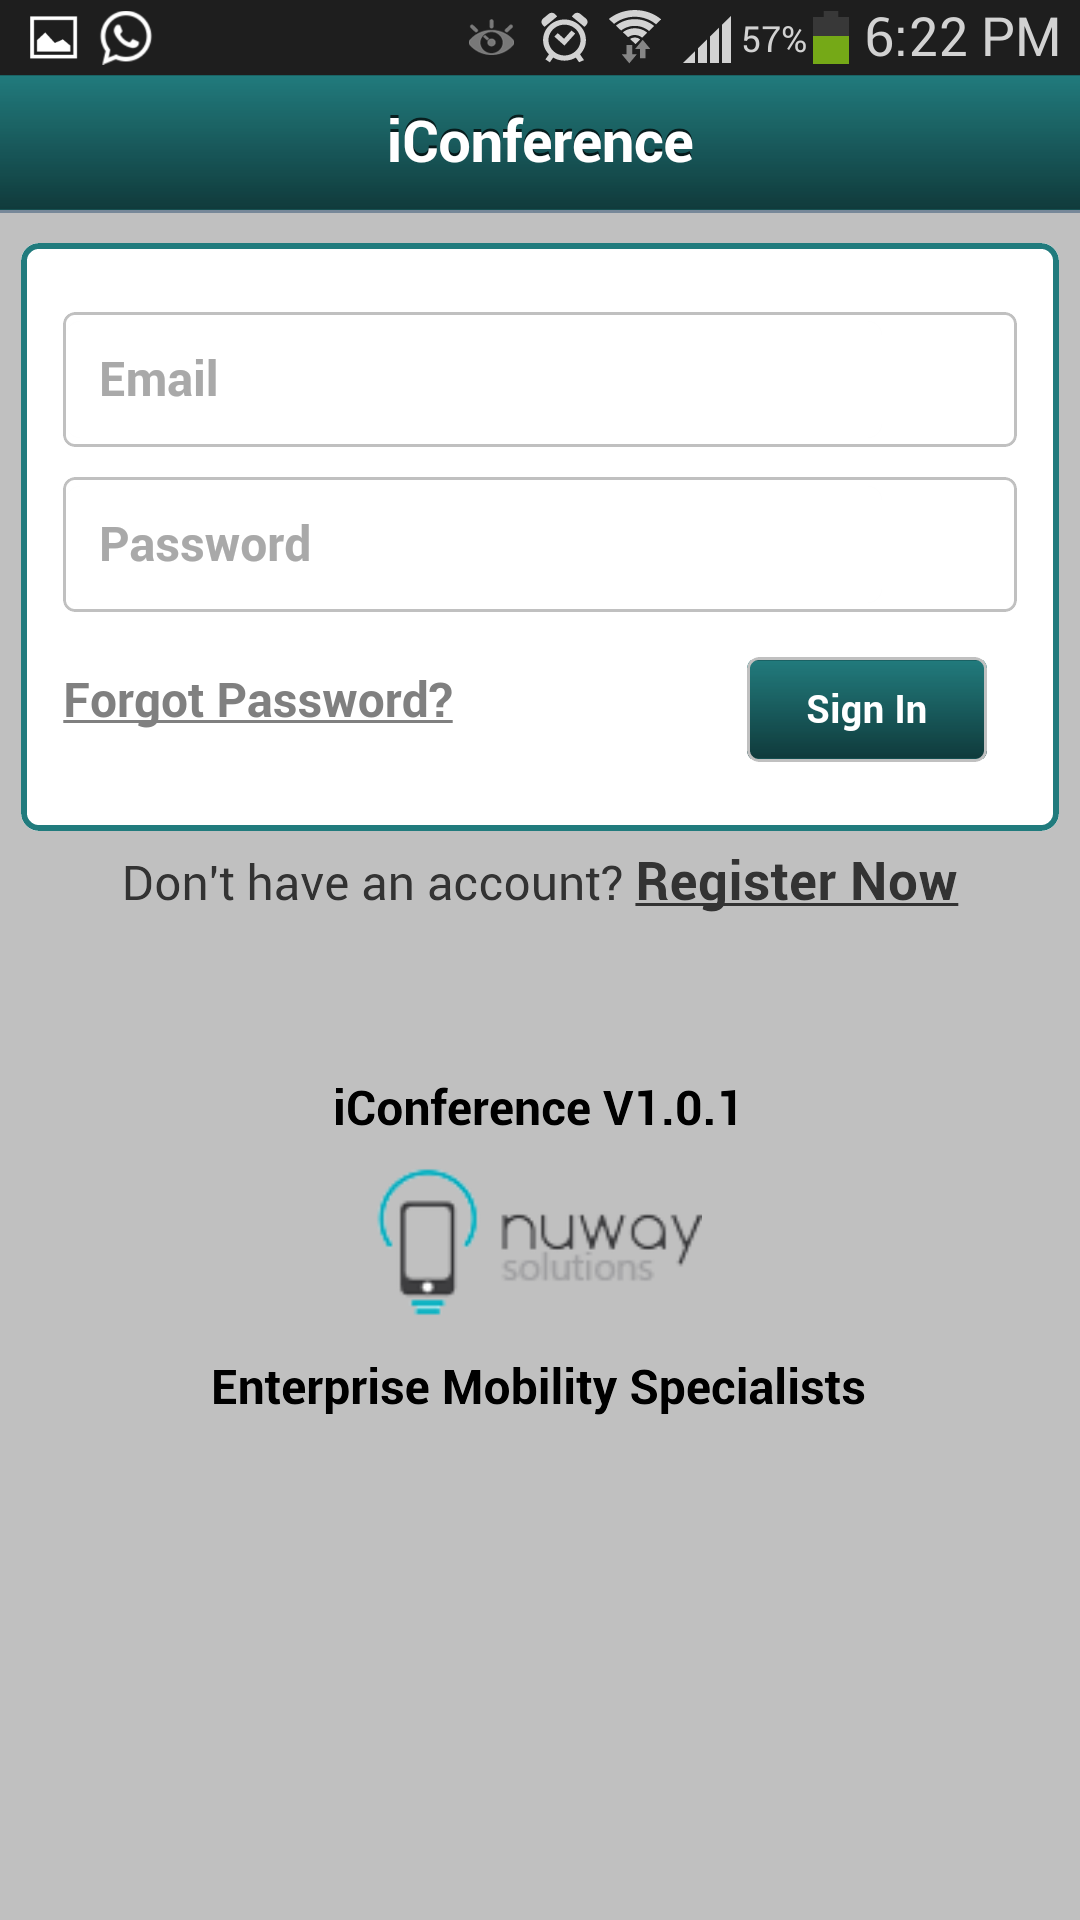 57% 6:22 PM
iConference
Email
Password
Forgot Password? Sign In
Don't have an account? Register Now
iConference V1.0.1
nuway
solutions
Enterprise Mobility Specialists